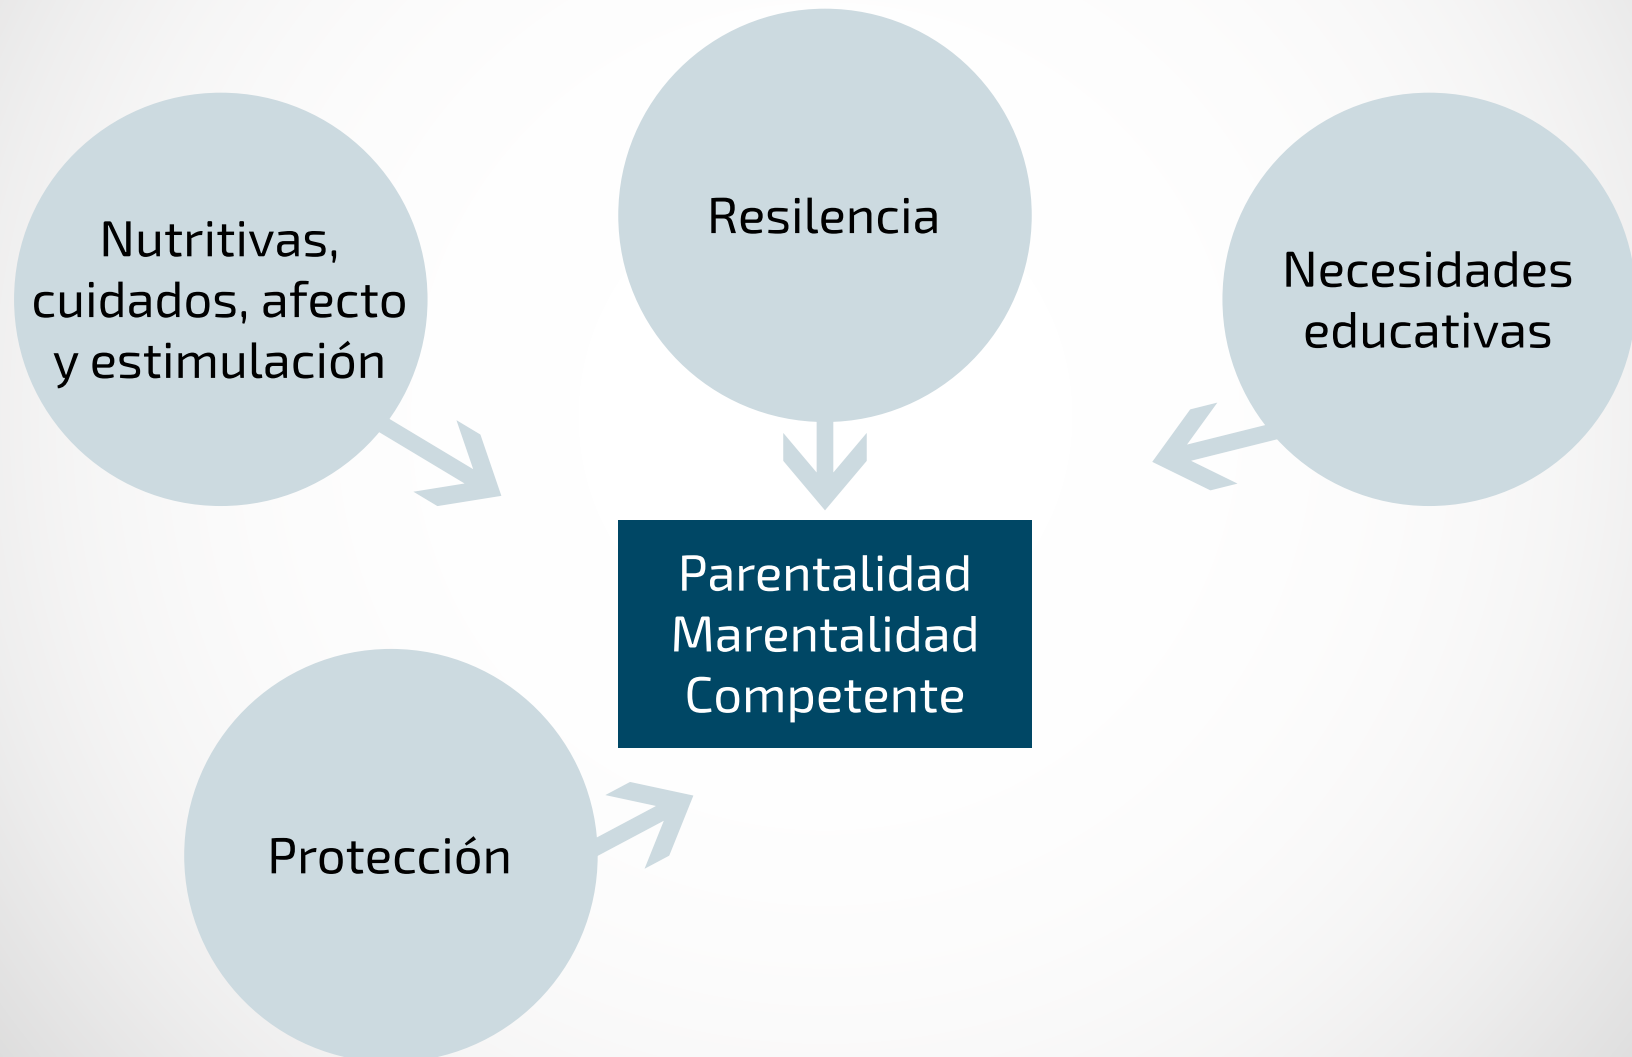 Nutritivas,
cuidados, afecto
y estimulación
Resilencia
Necesidades
educativas
Parentalidad
Marentalidad
Competente
Protección